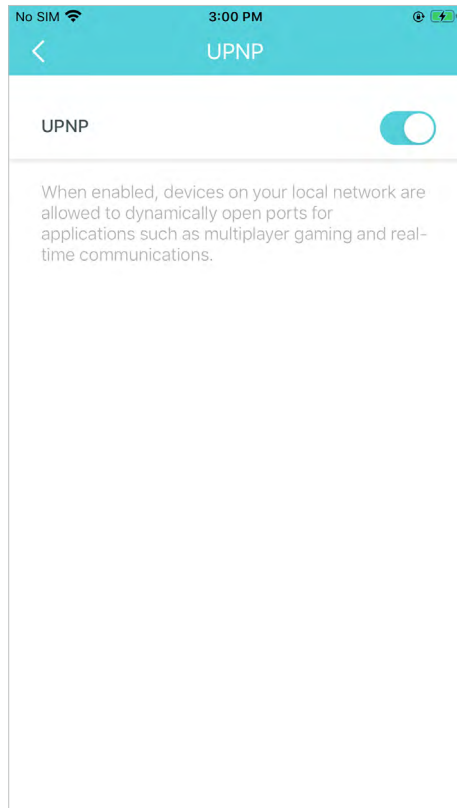 No SIM 3:00 PM
UPNP
UPNP
When enabled, devices on your local network are
allowed to dynamically open ports for
applications such as multiplayer gaming and real-
time communications.